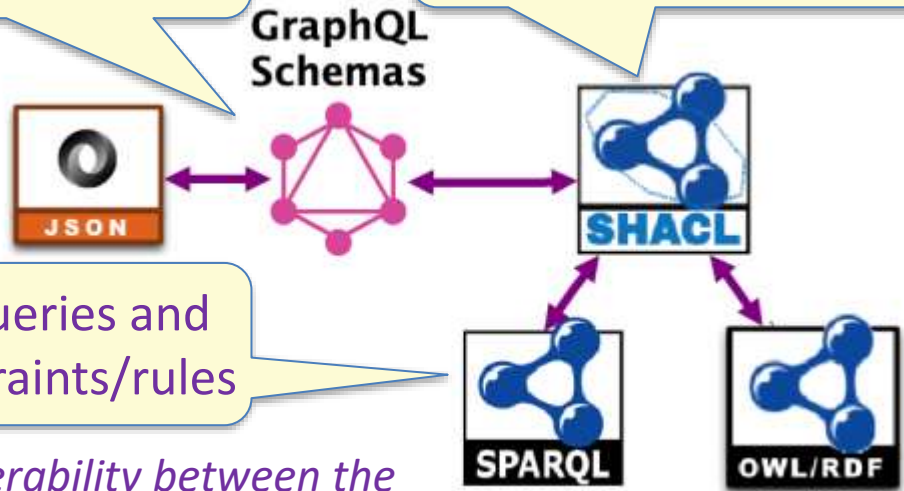 GraphQL
Schemas
JSON
SHACL
ueries and
raints/rules
SPARQL
OWL/RDF
erability between the